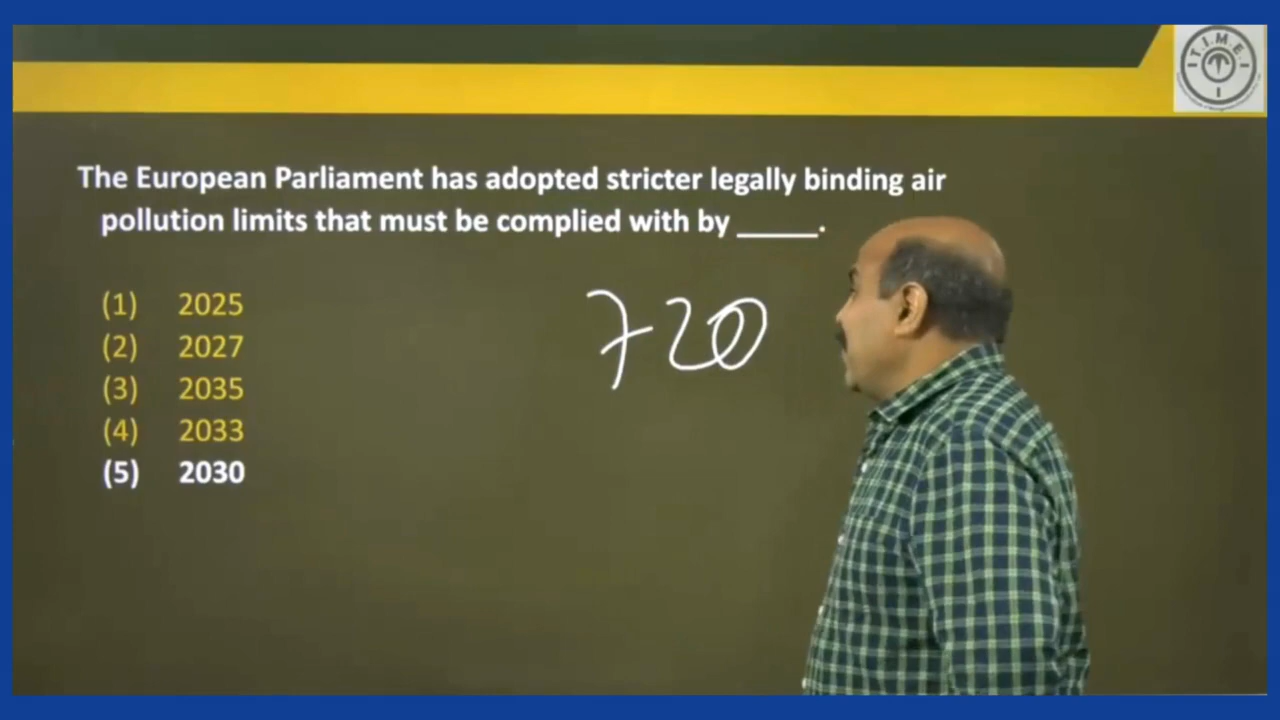 T.I.M.E.
The European Parliament has adopted stricter legally binding air
pollution limits that must be complied with by _____.
(1) 2025
(2) 2027
(3) 2035
(4) 2033
(5) 2030
720